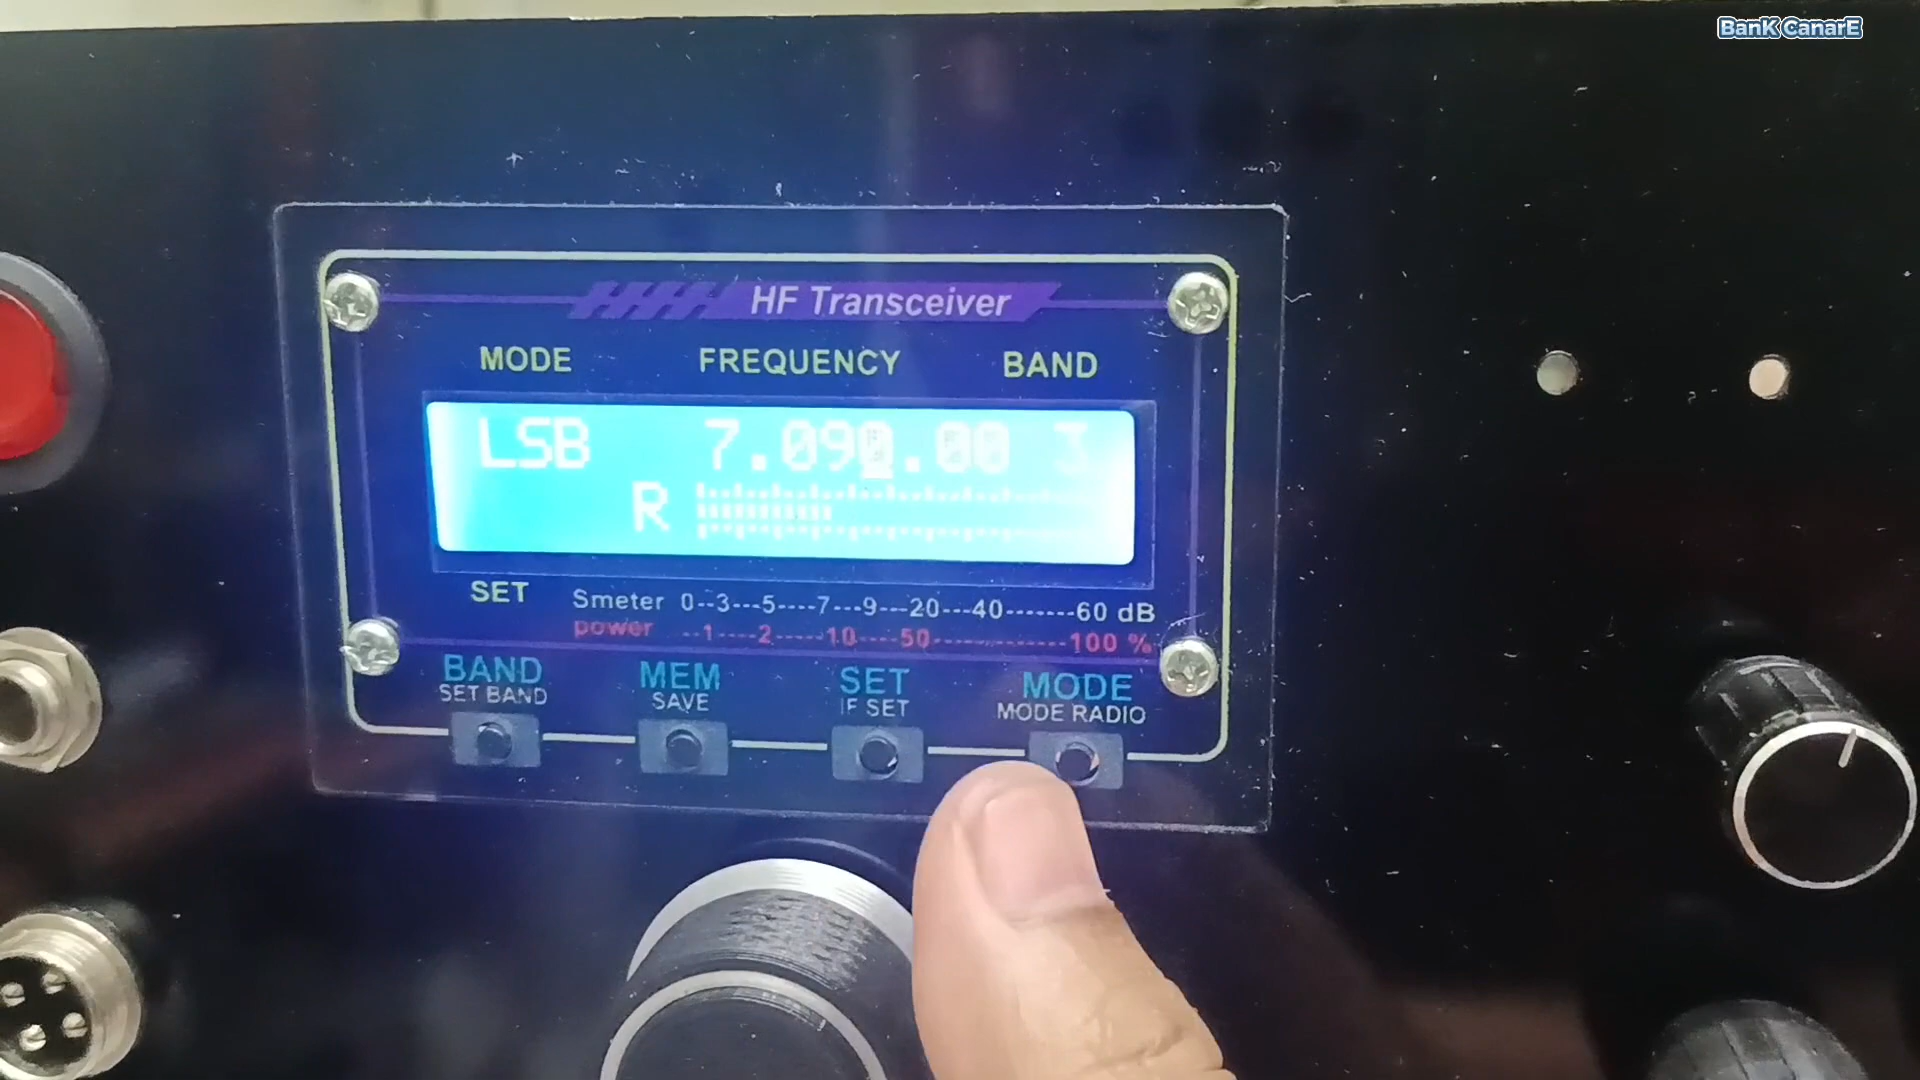 BanK CanarE
HF Transceiver
MODE FREQUENCY BAND
LSB 7.090.00 3
R
SET
Smeter 0--3---5----7---9---20---40-------60 dB
power --1----2-----10----50-------------100 %
BAND MEM SET MODE
SET BAND SAVE IF SET MODE RADIO